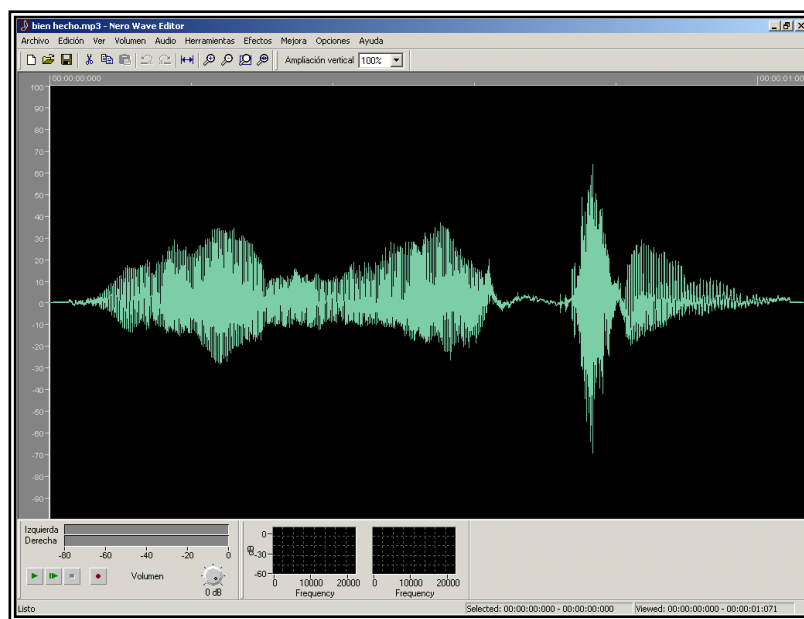 bien hecho.mp3 - Nero Wave Editor
Archivo Edición Ver Volumen Audio Herramientas Efectos Mejora Opciones Ayuda
Ampliación vertical 100%
00:00:00:000 00:00:01:00
100
90
80
70
60
50
40
30
20
10
0
-10
-20
-30
-40
-50
-60
-70
-80
-90
Izquierda
Derecha
-80 -60 -40 -20 0
Volumen
0 dB
dB
0
-30
-60
0 10000 20000
Frequency
0 10000 20000
Frequency
Listo Selected: 00:00:00:000 - 00:00:00:000 Viewed: 00:00:00:000 - 00:00:01:071